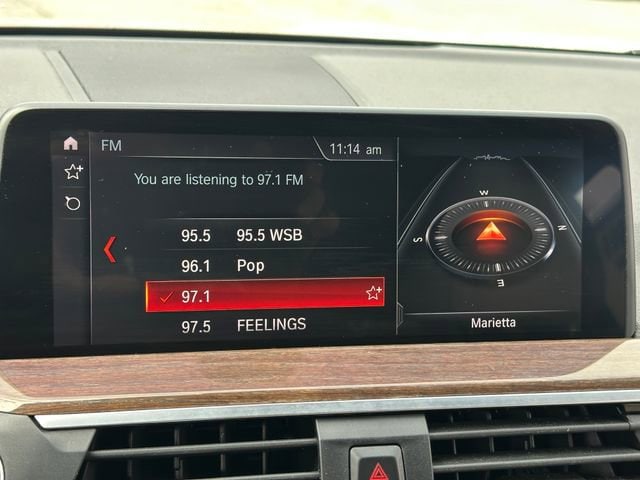 FM
11:14 am
You are listening to 97.1 FM
95.5 95.5 WSB
96.1 Pop
97.1
97.5 FEELINGS
W
S N
E
Marietta